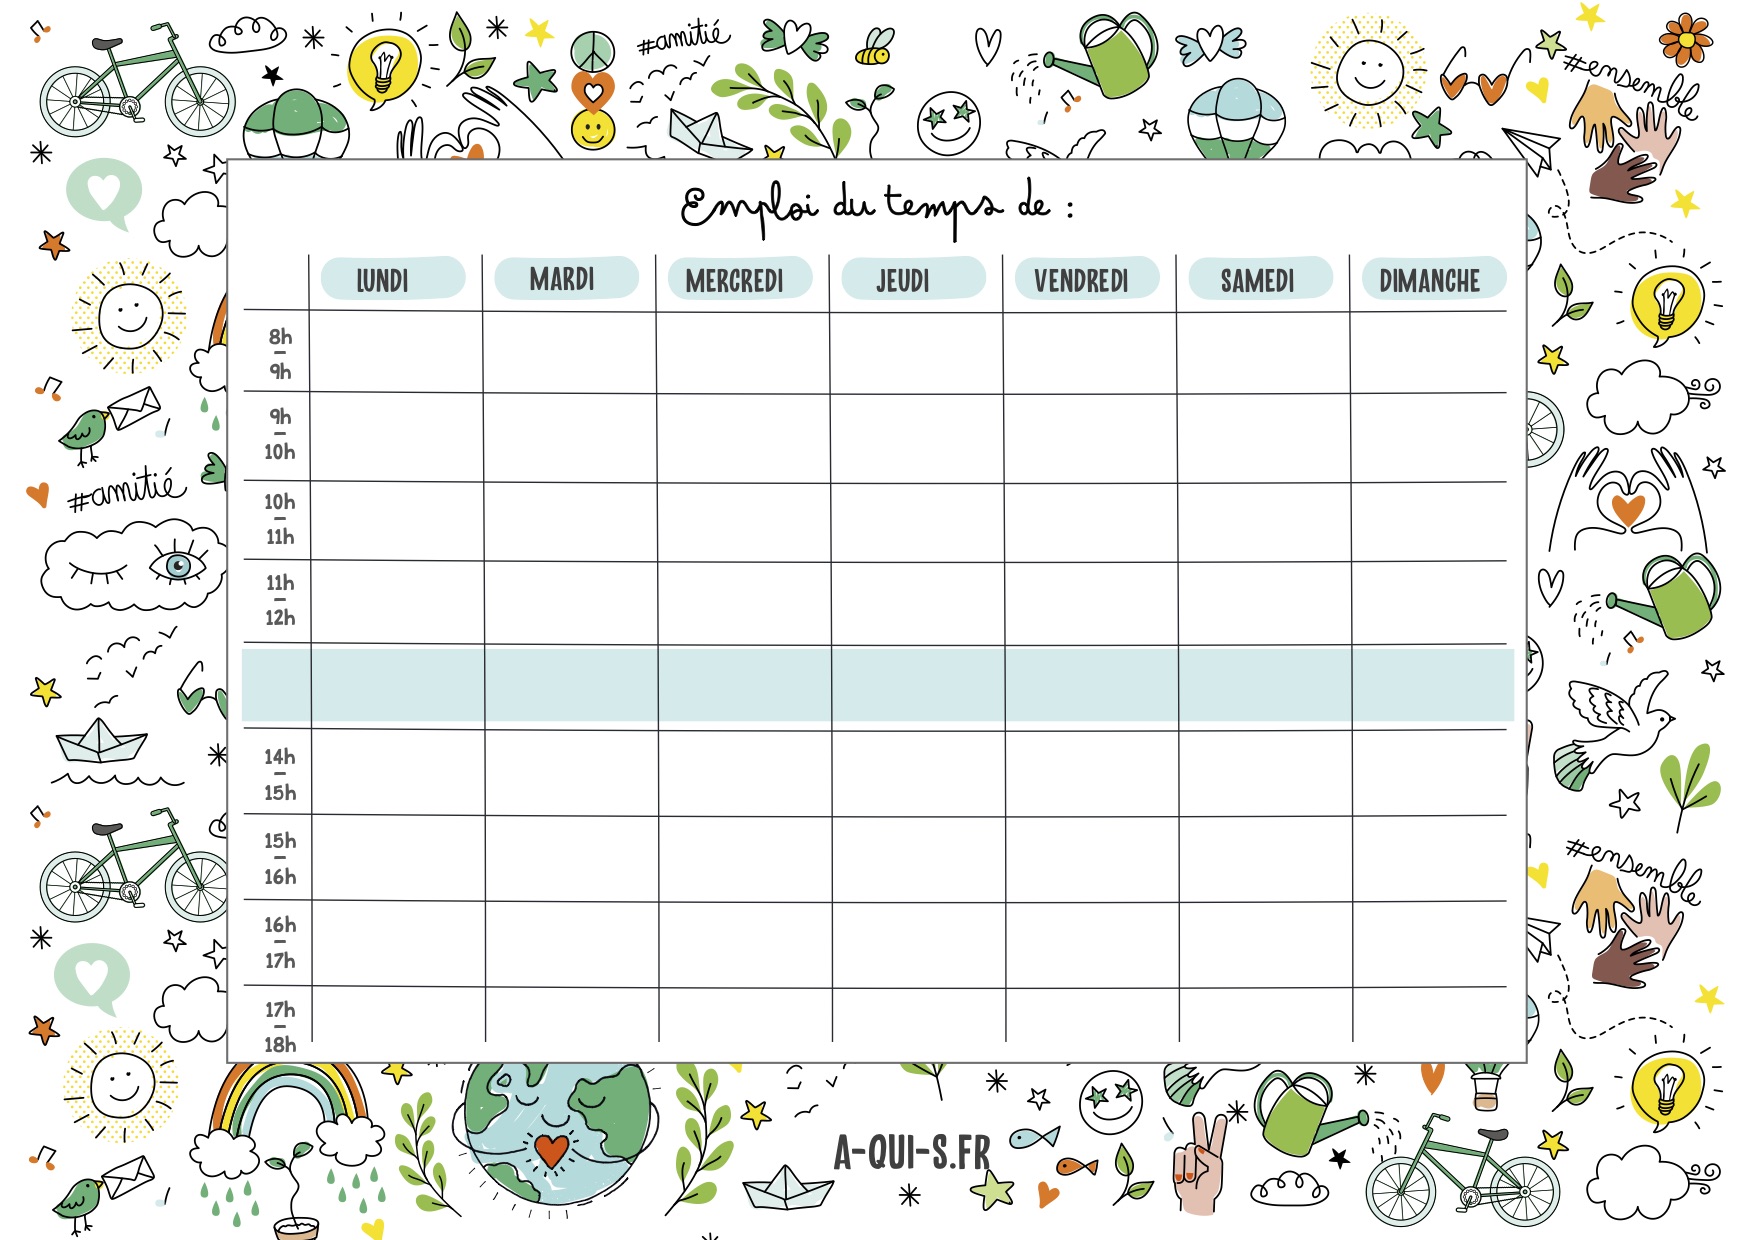 #amitié
#ensemble
Emploi du temps de :
LUNDI MARDI MERCREDI JEUDI VENDREDI SAMEDI DIMANCHE
8h
–
9h
9h
–
10h
10h
–
11h
11h
–
12h
#amitié
14h
–
15h
15h
–
16h
#ensemble
16h
–
17h
17h
–
18h
A-QUI-S.FR